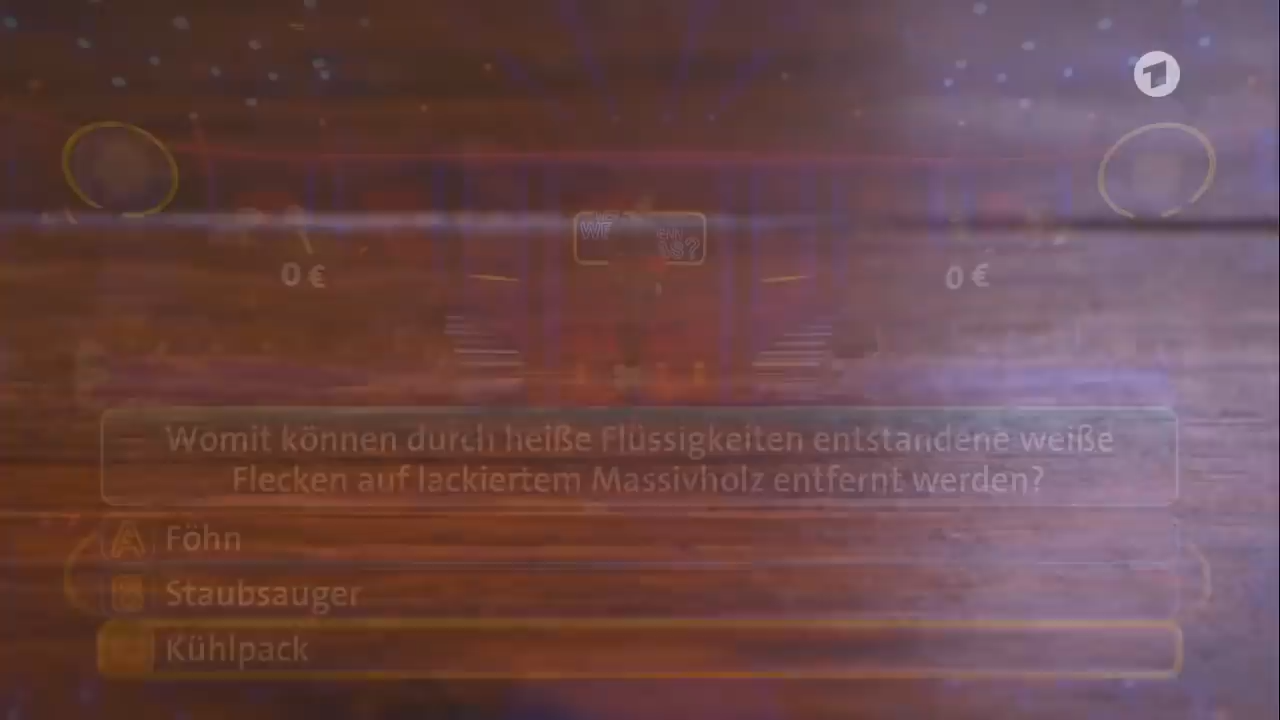 0 €
0 €
Womit können durch heiße Flüssigkeiten entstandene weiße
Flecken auf lackiertem Massivholz entfernt werden?
A Föhn
Staubsauger
Kühlpack